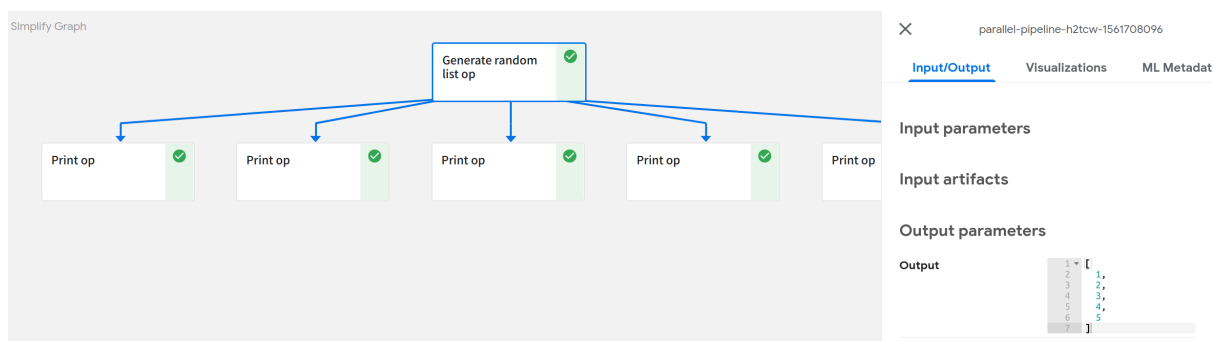 Simplify Graph
Generate random
list op
Print op
Print op
Print op
Print op
Print op
parallel-pipeline-h2tcw-1561708096
Input/Output
Visualizations
ML Metadat
Input parameters
Input artifacts
Output parameters
Output
1 [
2 1,
3 2,
4 3,
5 4,
6 5
7 ]